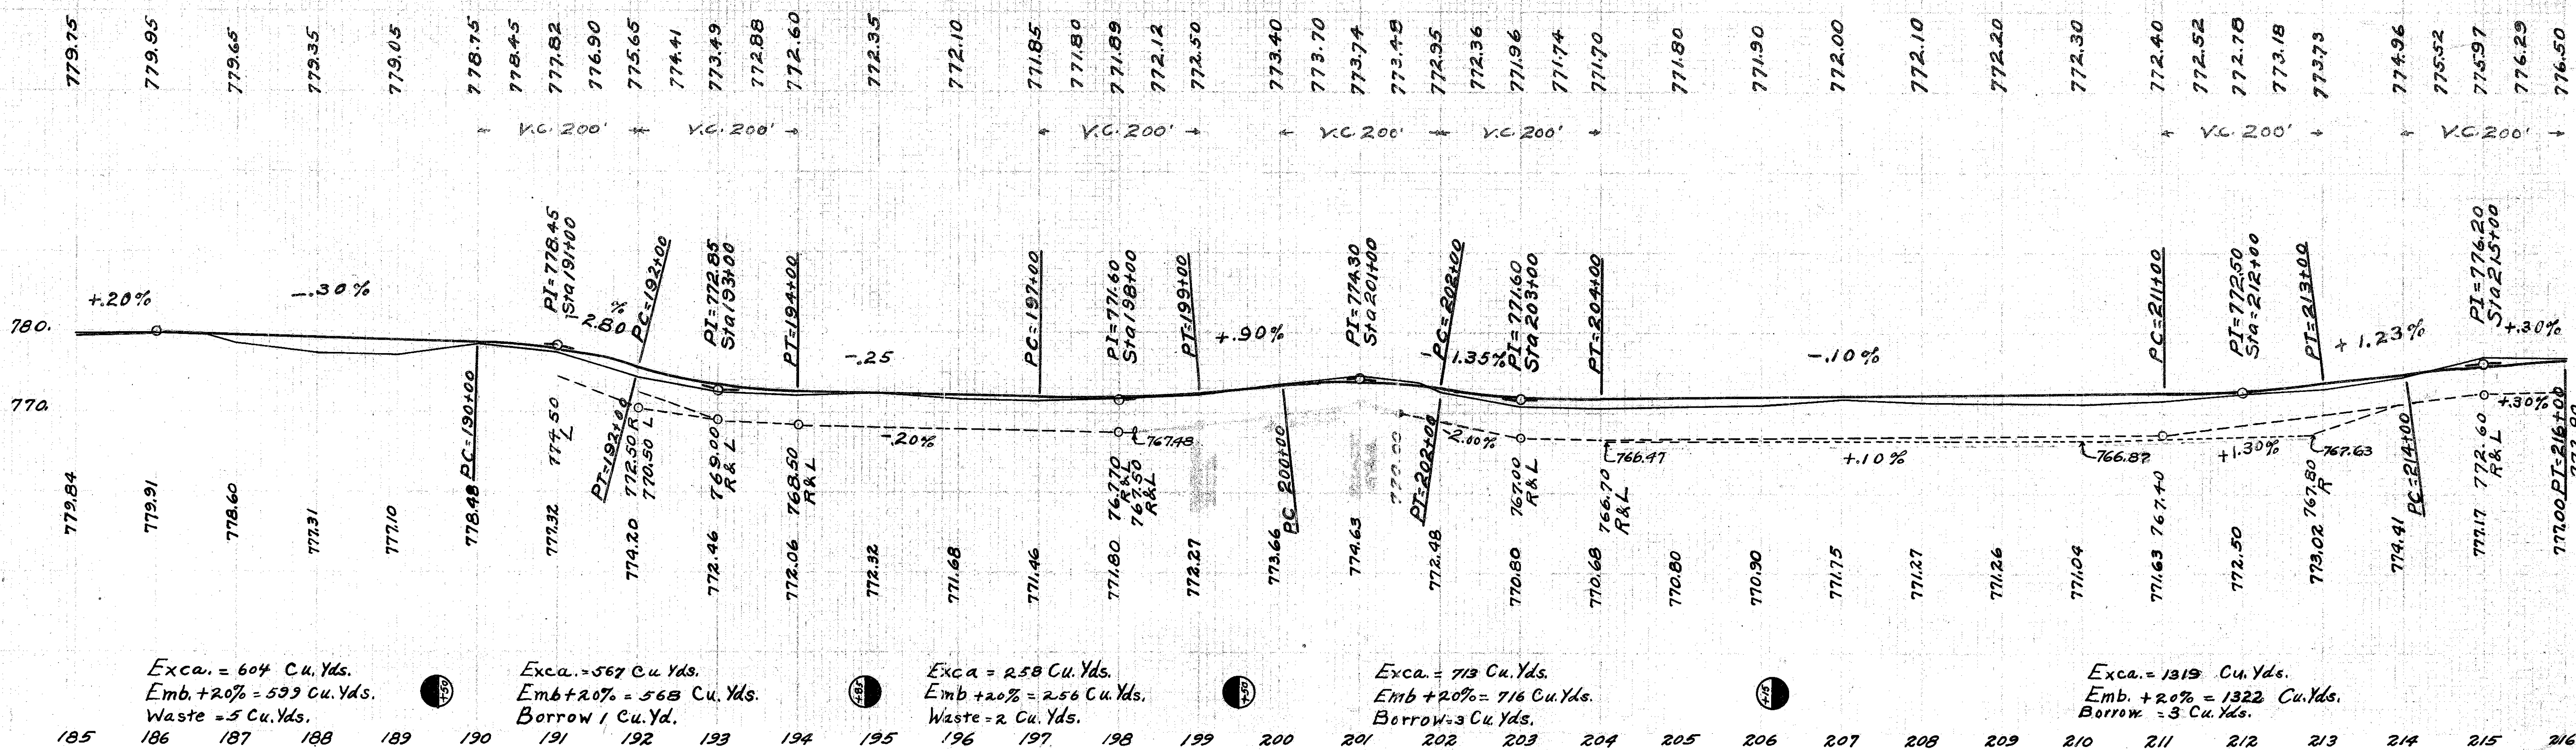 779.75 779.95 779.65 779.35 779.05 778.75 778.45 777.82 776.90 775.65 774.41 773.49 772.88 772.60 772.35 772.10 771.85 771.80 771.89 772.12 772.50 773.40 773.70 773.74 773.48 772.95 772.36 771.96 771.74 771.70 771.80 771.90 772.00 772.10 772.20 772.30 772.40 772.52 772.78 773.18 773.73 774.96 775.52 775.97 776.29 776.50
V.C. 200' V.C. 200' V.C. 200' V.C. 200' V.C. 200' V.C. 200' V.C. 200'
+.20%
-.30%
PI=778.45
Sta 191+00
-2.80%
PC=192+00
PI=772.85
Sta 193+00
PT=194+00
-.25
PC=197+00
PI=771.60
Sta 198+00
PT=199+00
+.90%
PI=774.30
Sta 201+00
PC=202+00
-1.35%
PI=771.60
Sta 203+00
PT=204+00
-.10%
PC=211+00
PI=772.50
Sta=212+00
PT=213+00
+1.23%
PI=776.20
Sta 215+00
+.30%
780.
770.
PC=190+00
774.50
L
PT=192+00
772.50 R
770.50 L
769.00
R & L
768.50
R&L
-.20%
767.48
767.70
R&L
767.50
R&L
PC 200+00
PT=202+00
-2.00%
767.00
R&L
766.47
766.70
R&L
+.10%
766.87
767.40
+1.30%
767.63
767.80
R
PC=214+00
772.60
R&L
+.30%
PT=216+00
779.84 779.91 778.60 777.31 777.10 778.48 777.32 774.20 772.46 772.06 772.32 771.68 771.46 771.80 772.27 773.66 774.63 772.48 770.80 770.68 770.80 770.90 771.75 771.27 771.26 771.04 771.63 772.50 773.02 774.41 777.17 777.00
Exca. = 604 Cu. Yds.
Emb. +20% = 599 Cu. Yds.
Waste = 5 Cu. Yds.
+50
Exca. = 567 Cu Yds.
Emb+20% = 568 Cu. Yds.
Borrow 1 Cu. Yd.
+85
Exca = 258 Cu. Yds.
Emb +20% = 256 Cu. Yds.
Waste = 2 Cu. Yds.
+50
Exca. = 713 Cu. Yds.
Emb +20% = 716 Cu. Yds.
Borrow = 3 Cu. Yds.
+15
Exca. = 1319 Cu. Yds.
Emb. +20% = 1322 Cu. Yds.
Borrow = 3 Cu. Yds.
185 186 187 188 189 190 191 192 193 194 195 196 197 198 199 200 201 202 203 204 205 206 207 208 209 210 211 212 213 214 215 216